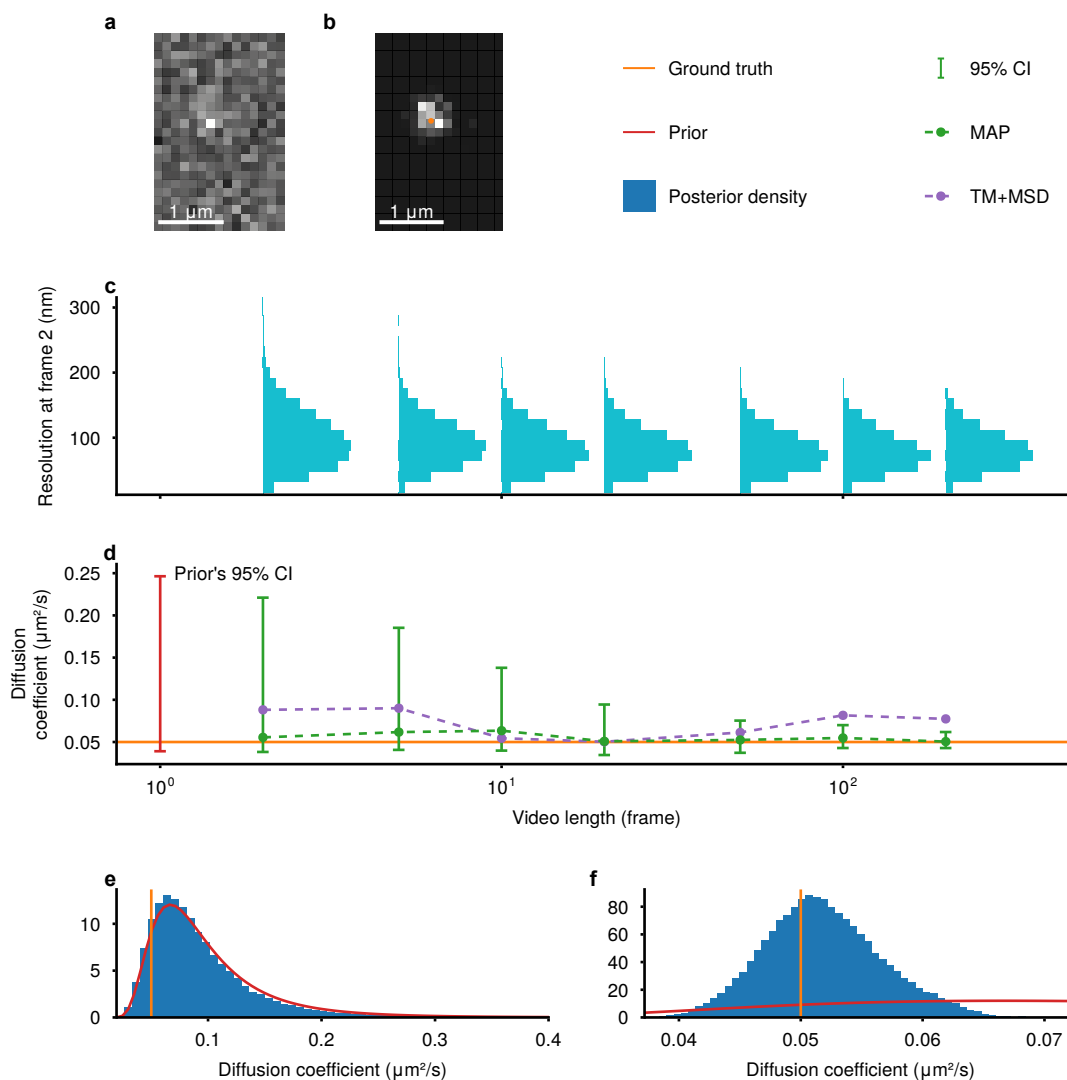 a
b
1 µm
1 µm
Ground truth
Prior
Posterior density
95% CI
MAP
TM+MSD
c
Resolution at frame 2 (nm)
300
200
100
d
Diffusion
coefficient (µm²/s)
0.25
0.20
0.15
0.10
0.05
Prior's 95% CI
10⁰
10¹
10²
Video length (frame)
e
10
5
0
0.1
0.2
0.3
0.4
Diffusion coefficient (µm²/s)
f
80
60
40
20
0
0.04
0.05
0.06
0.07
Diffusion coefficient (µm²/s)